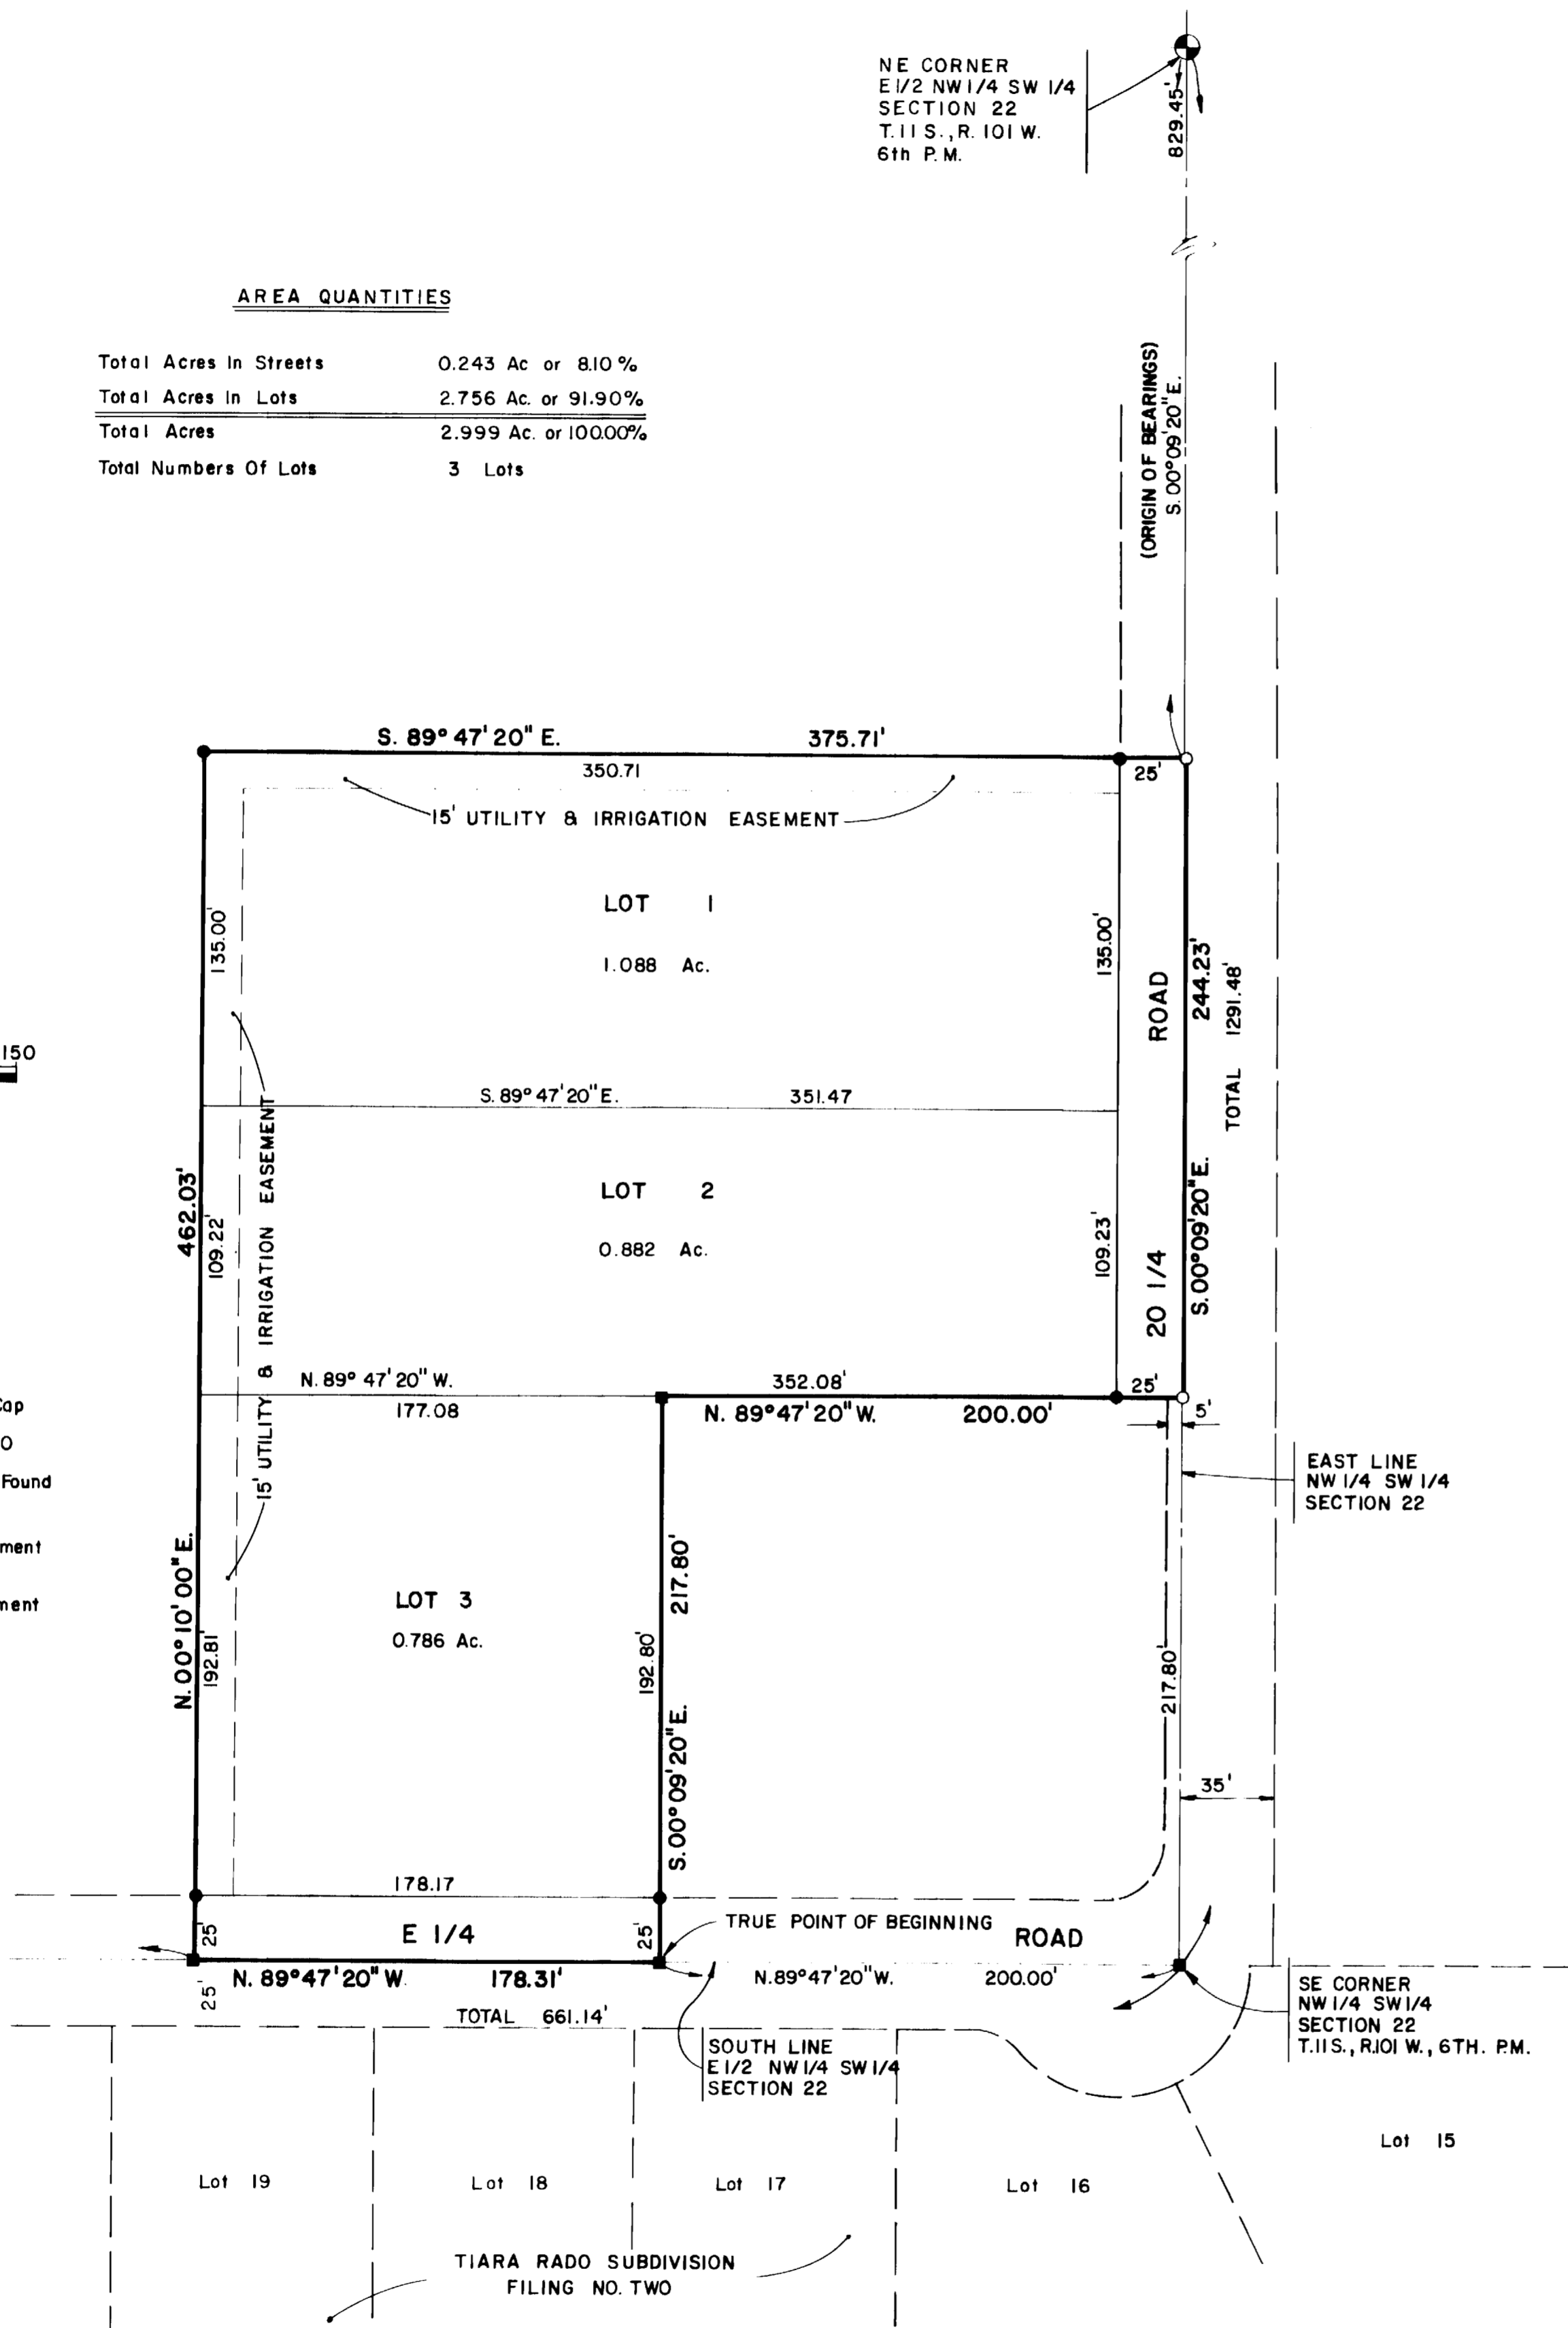 NE CORNER
E 1/2 NW 1/4 SW 1/4
SECTION 22
T. 11 S., R. 101 W.
6th P.M.
829.45'
AREA QUANTITIES
Total Acres In Streets 0.243 Ac or 8.10 %
Total Acres In Lots 2.756 Ac. or 91.90%
Total Acres 2.999 Ac. or 100.00%
Total Numbers Of Lots 3 Lots
(ORIGIN OF BEARINGS)
S. 00°09'20" E.
S. 89° 47' 20" E. 375.71'
350.71
25'
15' UTILITY & IRRIGATION EASEMENT
LOT 1
1.088 Ac.
135.00'
135.00'
ROAD
244.23'
TOTAL 1291.48'
150
S. 89° 47' 20" E. 351.47
15' UTILITY & IRRIGATION EASEMENT
462.03'
109.22'
LOT 2
0.882 Ac.
109.23'
20 1/4
S. 00°09'20" E.
N. 89° 47' 20" W.
177.08
352.08'
25'
N. 89°47'20" W. 200.00'
5'
Cap
O
Found
ment
ment
EAST LINE
NW 1/4 SW 1/4
SECTION 22
N. 00° 10' 00" E.
192.81'
LOT 3
0.786 Ac.
217.80'
192.80'
S. 00° 09' 20" E.
217.80'
35'
178.17
25'
E 1/4
25'
TRUE POINT OF BEGINNING
ROAD
N. 89°47'20" W. 178.31'
N. 89°47'20" W. 200.00'
25'
TOTAL 661.14'
SE CORNER
NW 1/4 SW 1/4
SECTION 22
T. 11 S., R. 101 W., 6TH. P.M.
SOUTH LINE
E 1/2 NW 1/4 SW 1/4
SECTION 22
Lot 15
Lot 19
Lot 18
Lot 17
Lot 16
TIARA RADO SUBDIVISION
FILING NO. TWO